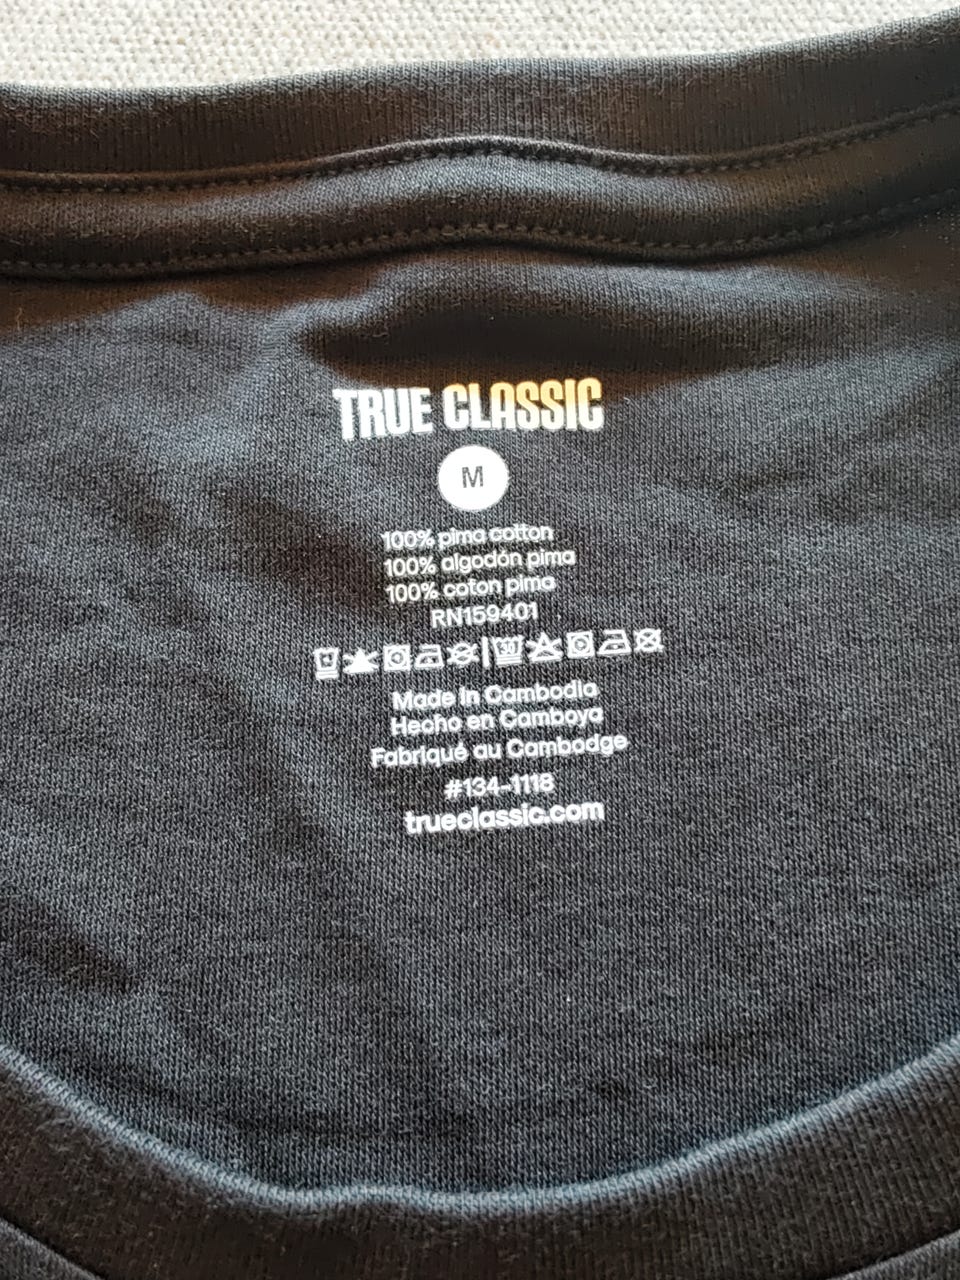 TRUE CLASSIC
M
100% pima cotton
100% algodón pima
100% coton pima
RN159401
30
Made in Cambodia
Hecho en Camboya
Fabriqué au Cambodge
#134-1118
trueclassic.com